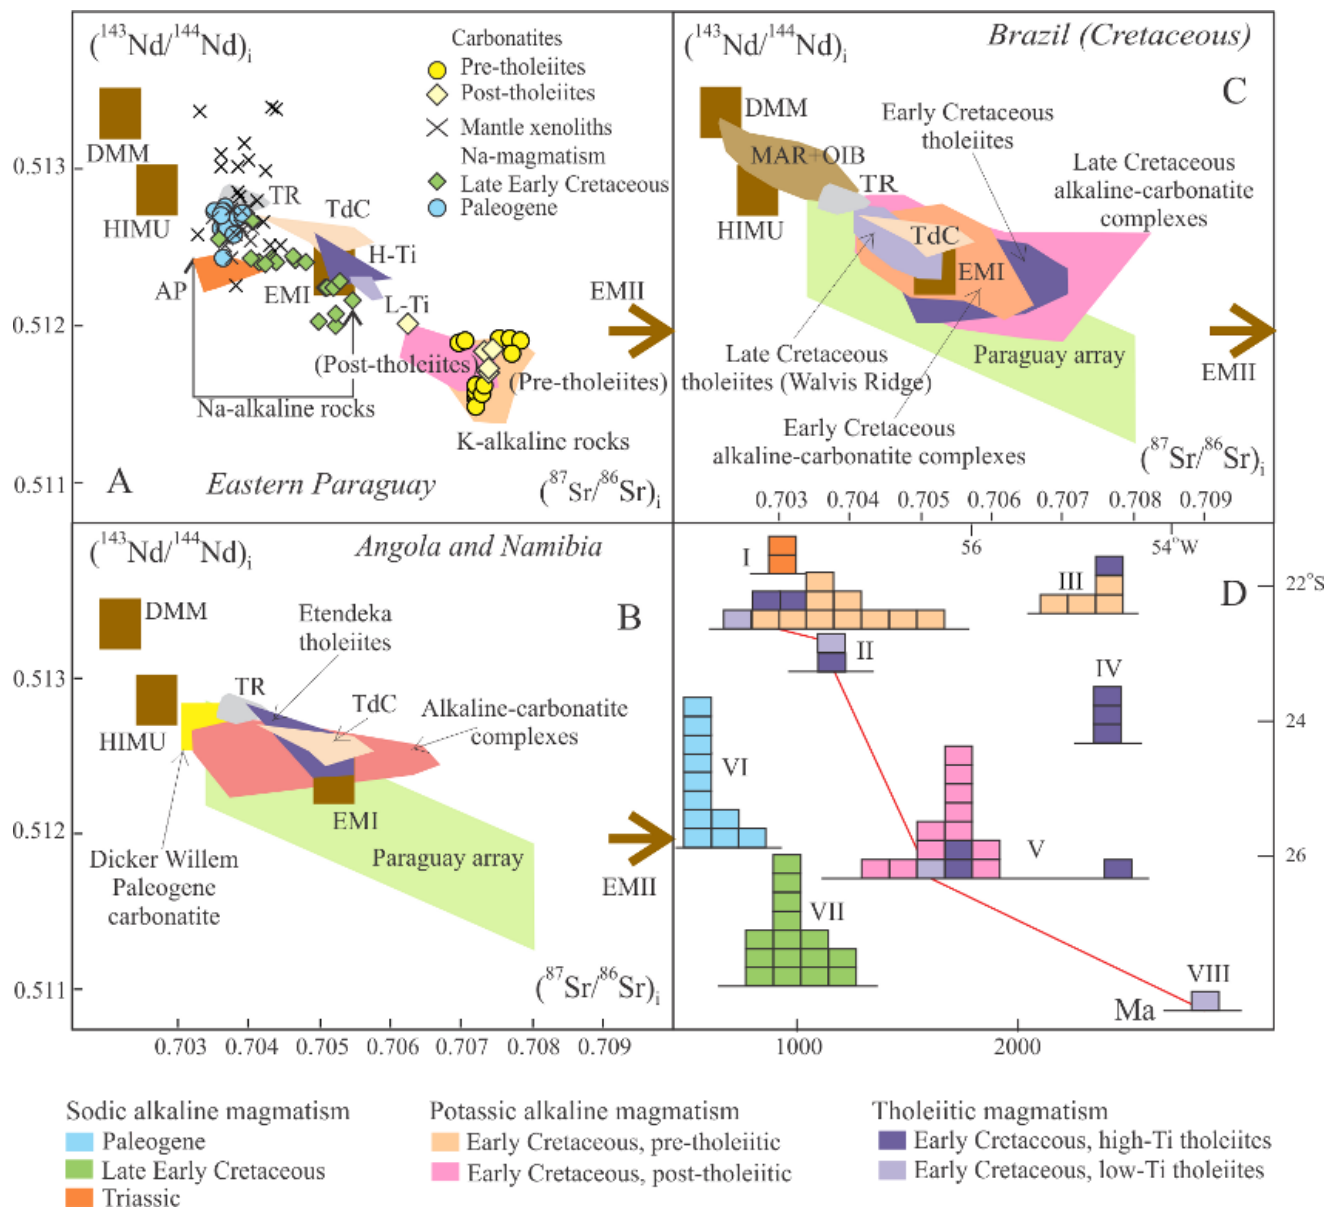 (¹⁴³Nd/¹⁴⁴Nd)ᵢ
Carbonatites
Pre-tholeiites
Post-tholeiites
Mantle xenoliths
Na-magmatism
Late Early Cretaceous
Paleogene
DMM
HIMU
TR
TdC
H-Ti
AP
EMI
L-Ti
EMII
(Post-tholeiites)
(Pre-tholeiites)
Na-alkaline rocks
K-alkaline rocks
A
Eastern Paraguay
(⁸⁷Sr/⁸⁶Sr)ᵢ
0.513
0.512
0.511
(¹⁴³Nd/¹⁴⁴Nd)ᵢ
Brazil (Cretaceous)
C
DMM
Early Cretaceous
tholeiites
MAR+OIB
TR
Late Cretaceous
alkaline-carbonatite
complexes
HIMU
TdC
EMI
Late Cretaceous
tholeiites (Walvis Ridge)
Paraguay array
EMII
Early Cretaceous
alkaline-carbonatite complexes
(⁸⁷Sr/⁸⁶Sr)ᵢ
0.703 0.704 0.705 0.706 0.707 0.708 0.709
(¹⁴³Nd/¹⁴⁴Nd)ᵢ
Angola and Namibia
B
DMM
Etendeka
tholeiites
TR
TdC
Alkaline-carbonatite
complexes
HIMU
EMI
Dicker Willem
Paleogene
carbonatite
Paraguay array
EMII
(⁸⁷Sr/⁸⁶Sr)ᵢ
0.513
0.512
0.511
0.703 0.704 0.705 0.706 0.707 0.708 0.709
56 54°W
I
III
D
22°S
II
IV
24
VI
V
26
VII
VIII
Ma
1000 2000
Sodic alkaline magmatism
Paleogene
Late Early Cretaceous
Triassic
Potassic alkaline magmatism
Early Cretaceous, pre-tholeiitic
Early Cretaceous, post-tholeiitic
Tholeiitic magmatism
Early Cretaceous, high-Ti tholeiites
Early Cretaceous, low-Ti tholeiites